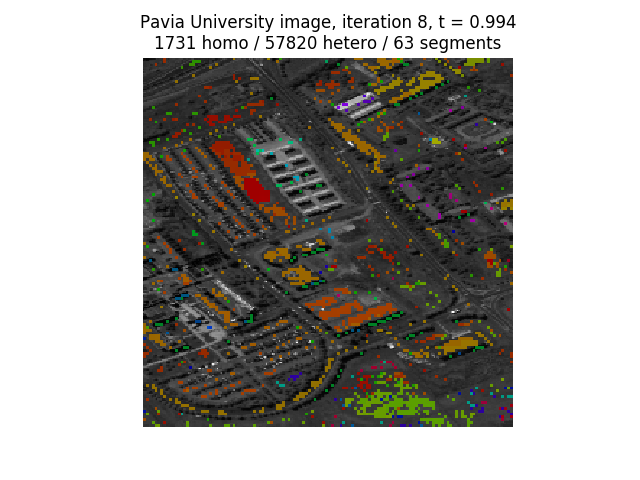 Pavia University image, iteration 8, t = 0.994
1731 homo / 57820 hetero / 63 segments